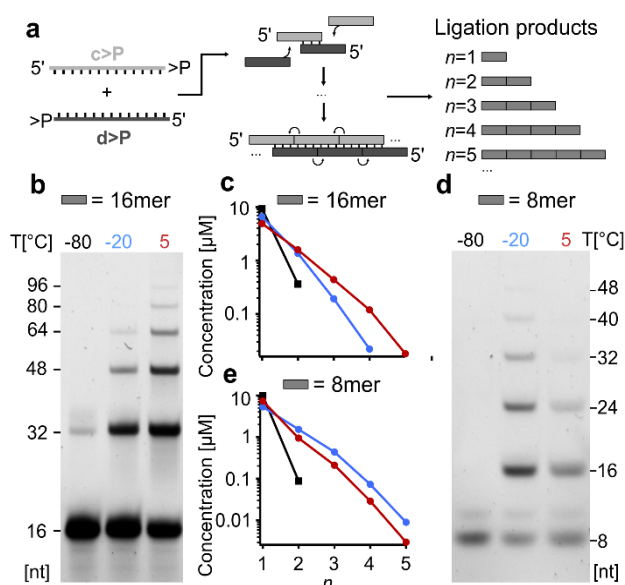 a
c>P
5' >P
+
>P 5'
d>P
5'
5'
...
5'
... ...
5'
Ligation products
n=1
n=2
n=3
n=4
n=5
...
b = 16mer
T[°C] -80 -20 5
96
80
64
48
32
16
[nt]
c = 16mer
Concentration [µM]
10
1
0.1
e = 8mer
Concentration [µM]
10
1
0.1
0.01
1 2 3 4 5
n
d = 8mer
-80 -20 5 T[°C]
48
40
32
24
16
8
[nt]